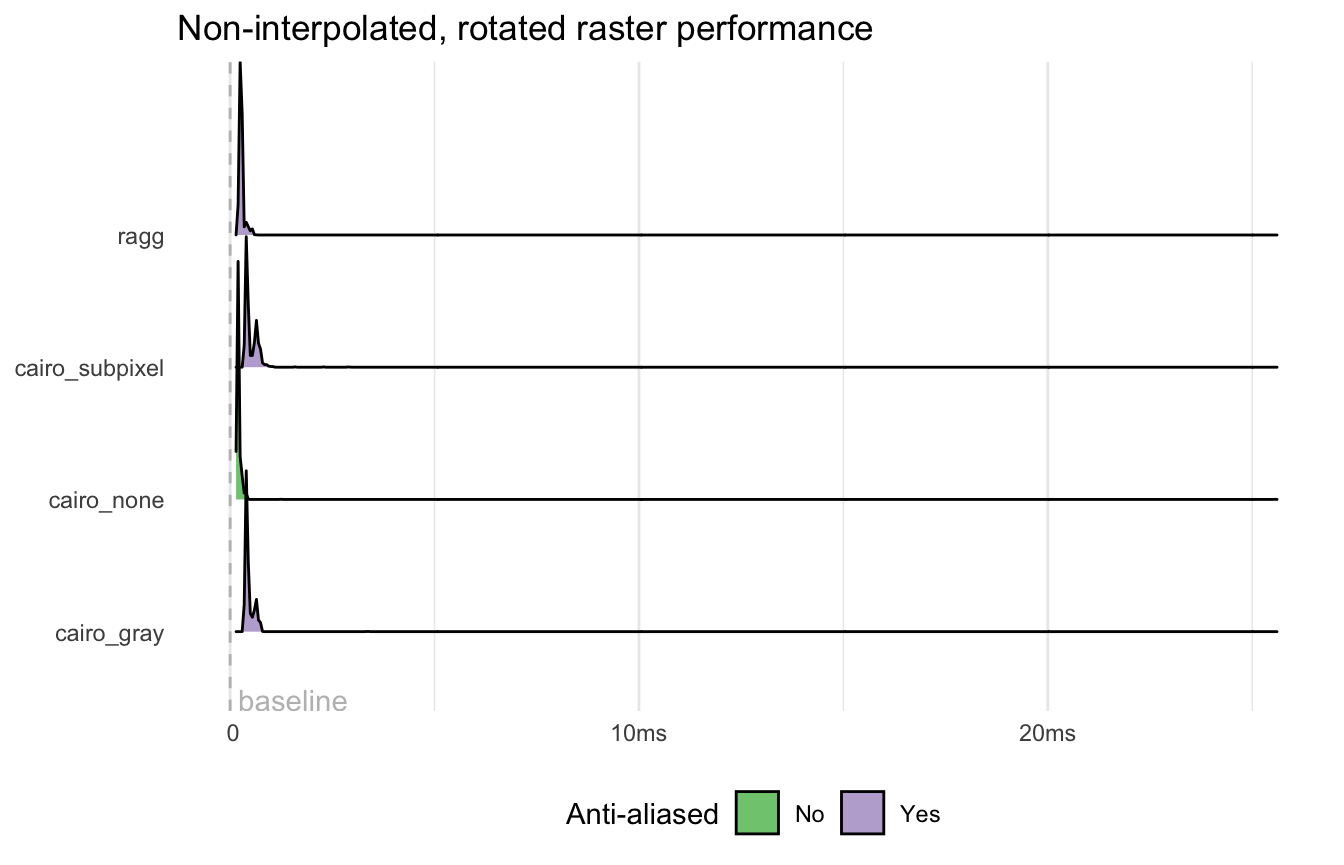 Non-interpolated, rotated raster performance
ragg
cairo_subpixel
cairo_none
cairo_gray
baseline
0 10ms 20ms
Anti-aliased No Yes